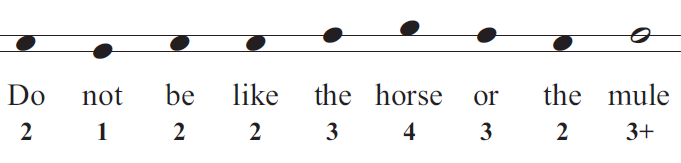 Do not be like the horse or the mule
2 1 2 2 3 4 3 2 3+